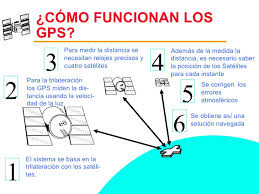 ¿CÓMO FUNCIONAN LOS
GPS?
1
El sistema se basa en la
trilateración con los satéli-
tes.
2
Para la trilateración
los GPS miden la dis-
tancia usando la veloci-
dad de la luz.
3
Para medir la distancia se
necesitan relojes precisos y
cuatro satélites
4
Además de la medida la
distancia, es necesario saber
la posición de los Satélites
para cada instante
5
Se corrigen los
errores
atmosféricos
6
Se obtiene así una
solución navegada